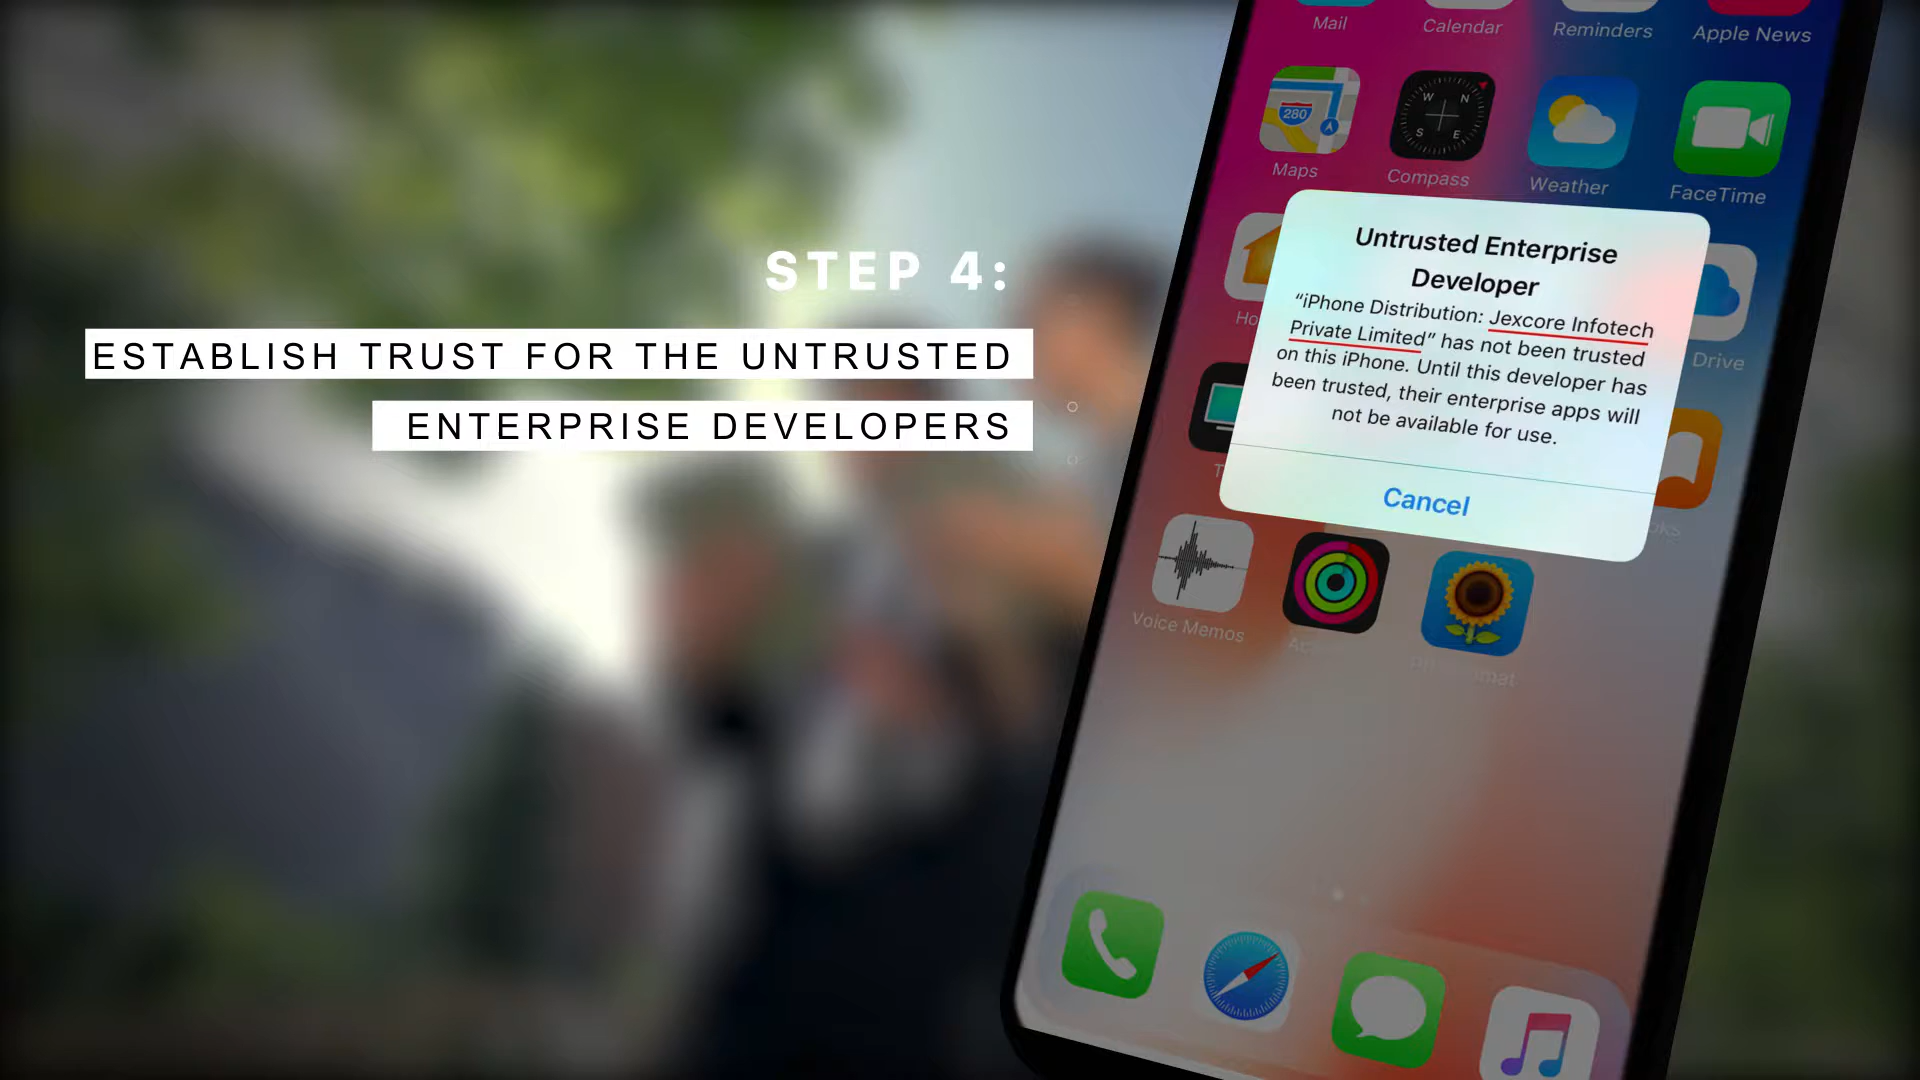 STEP 4:
ESTABLISH TRUST FOR THE UNTRUSTED
ENTERPRISE DEVELOPERS
Mail
Calendar
Reminders
Apple News
280
W N
S E
Maps
Compass
Weather
FaceTime
Untrusted Enterprise
Developer
“iPhone Distribution: Jexcore Infotech
Private Limited” has not been trusted
on this iPhone. Until this developer has
been trusted, their enterprise apps will
not be available for use.
Cancel
Drive
Voice Memos